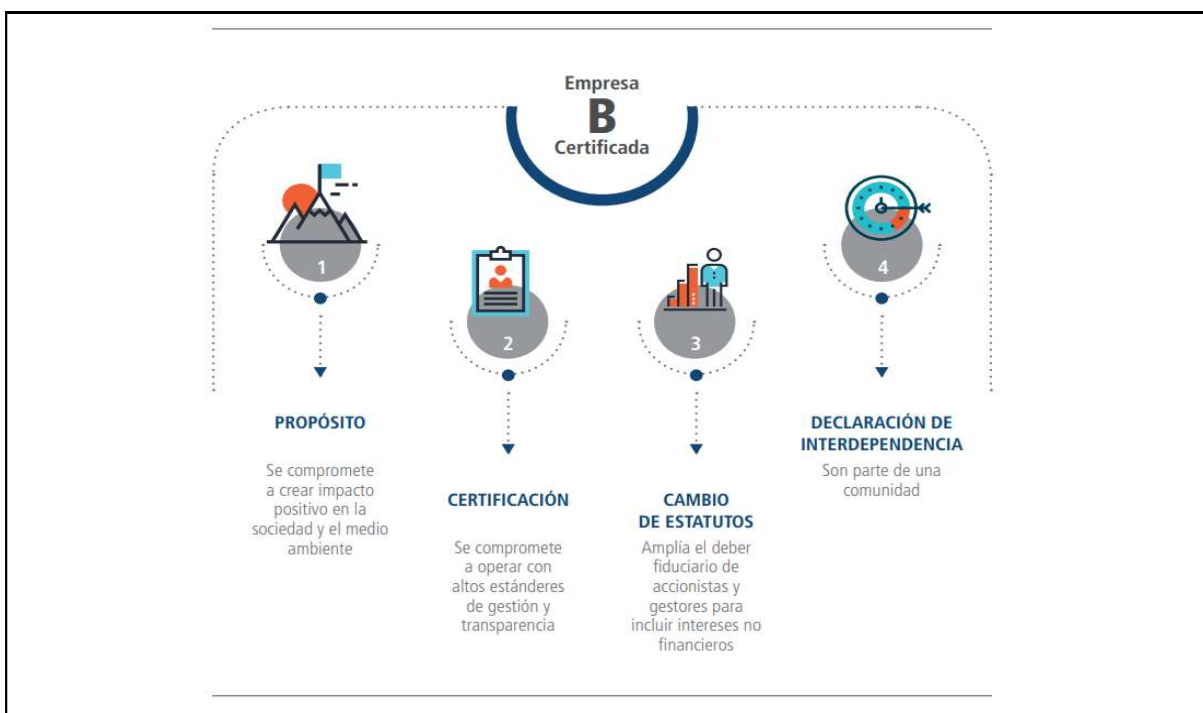 Empresa
B
Certificada
1
PROPÓSITO
Se compromete
a crear impacto
positivo en la
sociedad y el medio
ambiente
2
CERTIFICACIÓN
Se compromete
a operar con
altos estánderes
de gestión y
transparencia
3
CAMBIO
DE ESTATUTOS
Amplía el deber
fiduciario de
accionistas y
gestores para
incluir intereses no
financieros
4
DECLARACIÓN DE
INTERDEPENDENCIA
Son parte de una
comunidad